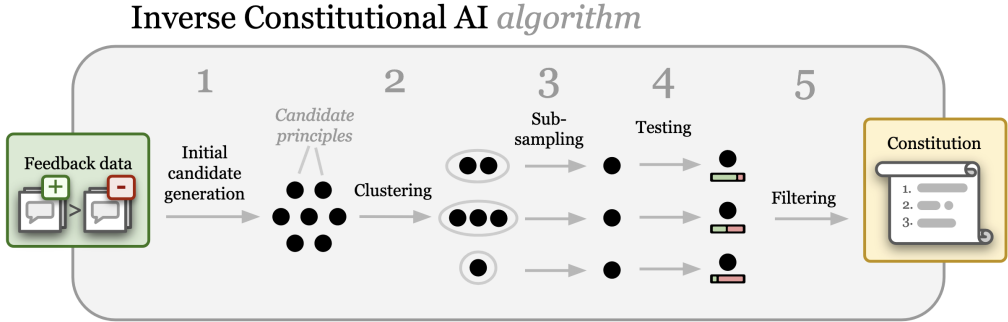 Inverse Constitutional AI algorithm
1
2
3
4
5
Feedback data
+
>
-
Initial
candidate
generation
Candidate
principles
Clustering
Sub-
sampling
Testing
Filtering
Constitution
1.
2.
3.